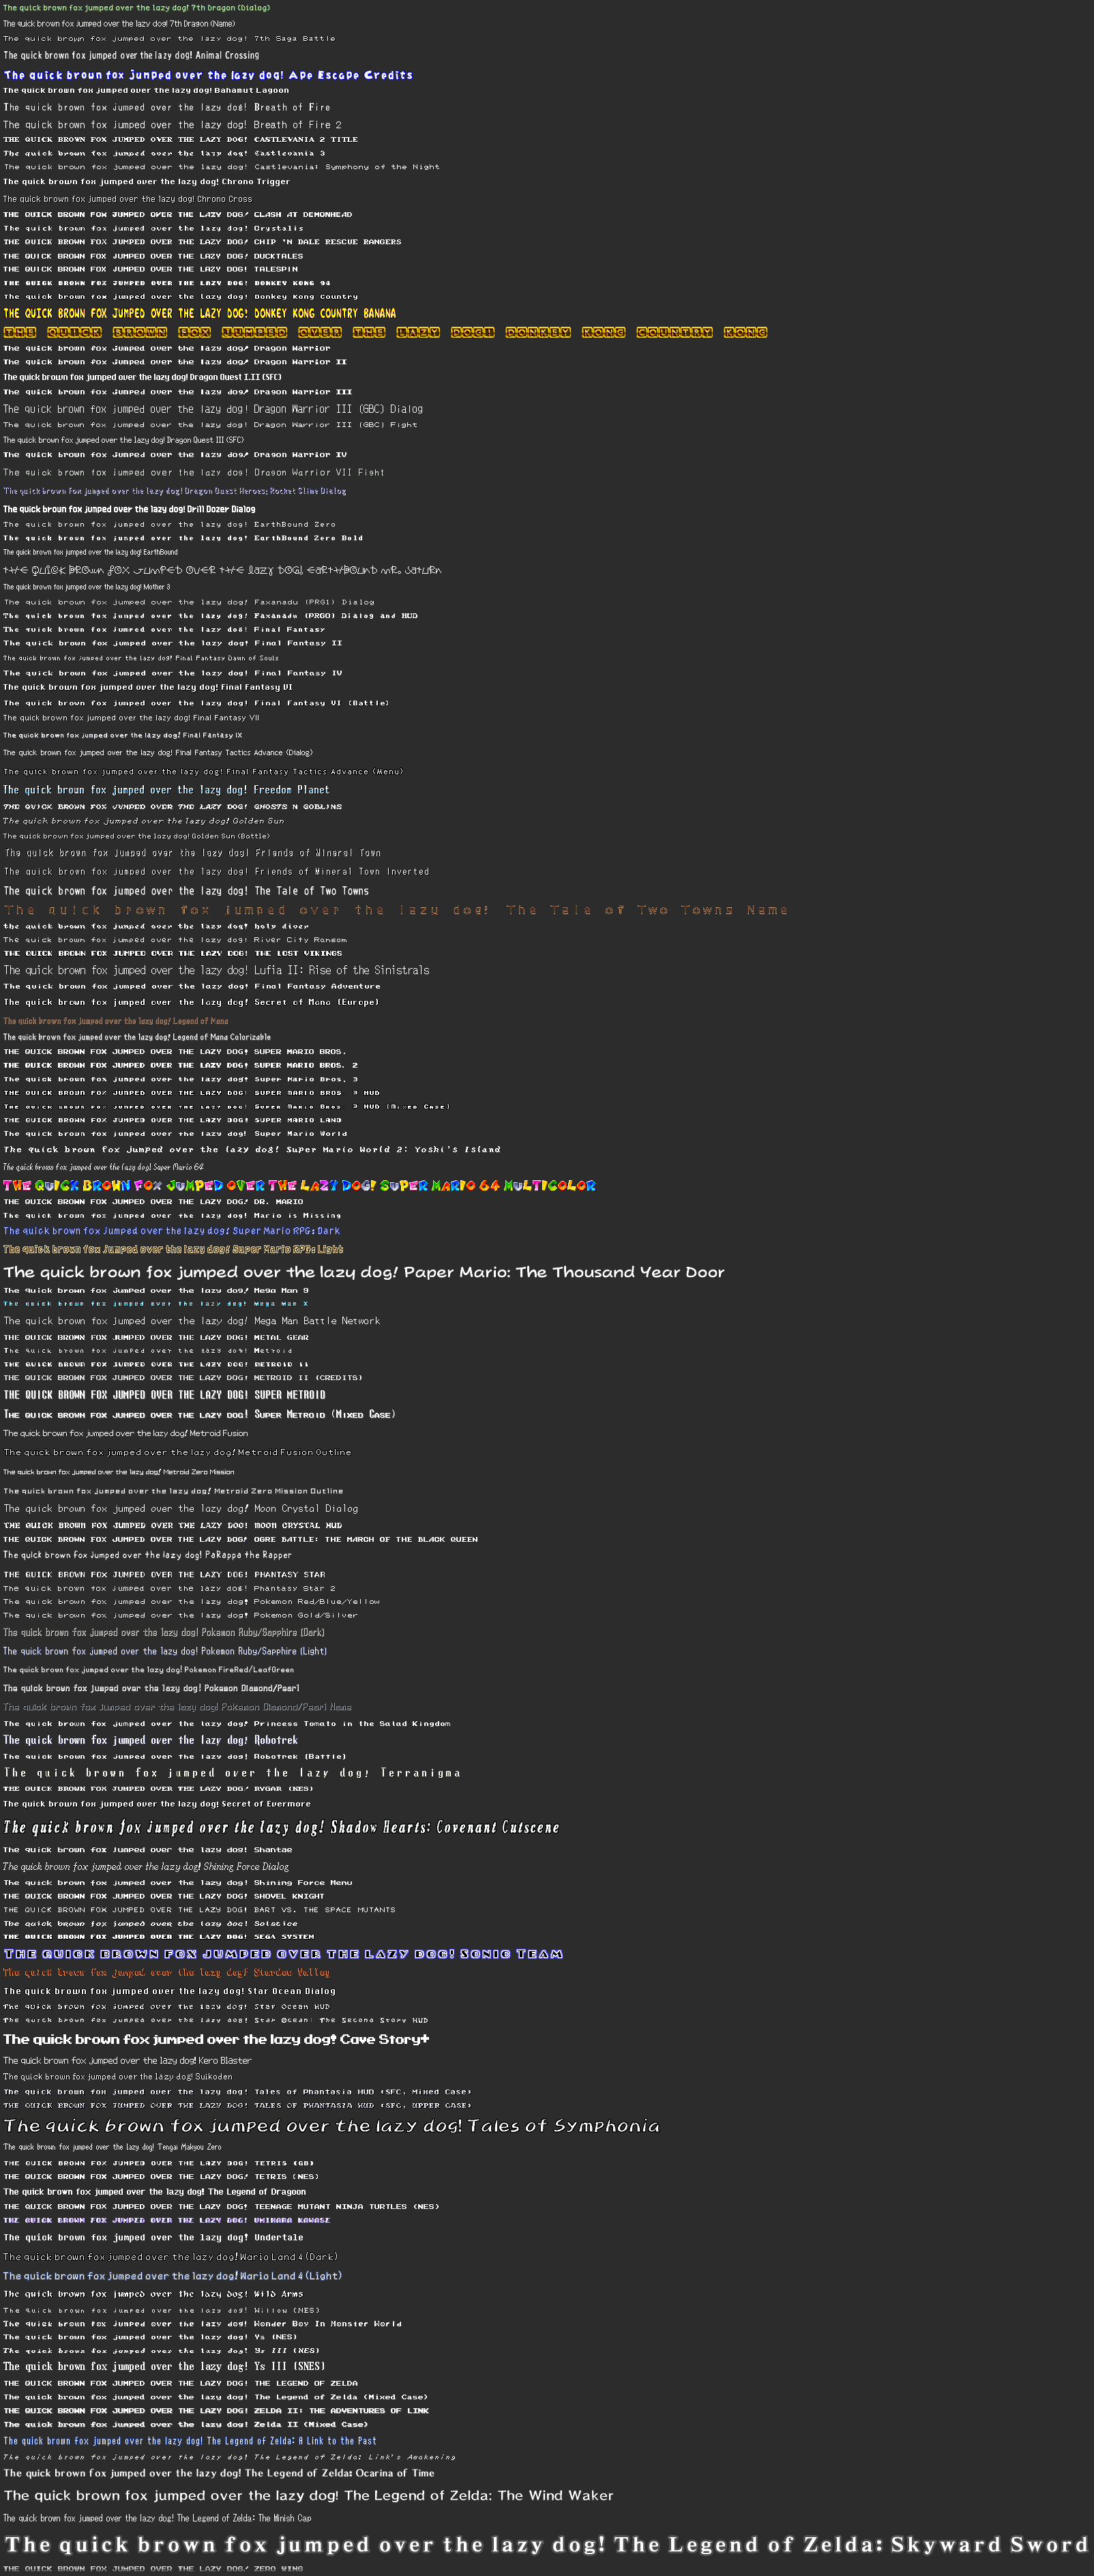 The quick brown fox jumped over the lazy dog! 7th Dragon (Dialog)
The quick brown fox jumped over the lazy dog! 7th Dragon (Name)
The quick brown fox jumped over the lazy dog! 7th Saga Battle
The quick brown fox jumped over the lazy dog! Animal Crossing
The quick brown fox jumped over the lazy dog! Ape Escape Credits
The quick brown fox jumped over the lazy dog! Bahamut Lagoon
The quick brown fox jumped over the lazy dog! Breath of Fire
The quick brown fox jumped over the lazy dog! Breath of Fire 2
THE QUICK BROWN FOX JUMPED OVER THE LAZY DOG! CASTLEVANIA 2 TITLE
The quick brown fox jumped over the lazy dog! Castlevania 3
The quick brown fox jumped over the lazy dog! Castlevania: Symphony of the Night
The quick brown fox jumped over the lazy dog! Chrono Trigger
The quick brown fox jumped over the lazy dog! Chrono Cross
THE QUICK BROWN FOX JUMPED OVER THE LAZY DOG! CLASH AT DEMONHEAD
The quick brown fox jumped over the lazy dog! Crystalis
THE QUICK BROWN FOX JUMPED OVER THE LAZY DOG! CHIP 'N DALE RESCUE RANGERS
THE QUICK BROWN FOX JUMPED OVER THE LAZY DOG! DUCKTALES
THE QUICK BROWN FOX JUMPED OVER THE LAZY DOG! TALESPIN
THE QUICK BROWN FOX JUMPED OVER THE LAZY DOG! DONKEY KONG 94
The quick brown fox jumped over the lazy dog! Donkey Kong Country
THE QUICK BROWN FOX JUMPED OVER THE LAZY DOG! DONKEY KONG COUNTRY BANANA
THE QUICK BROWN FOX JUMPED OVER THE LAZY DOG! DONKEY KONG COUNTRY KONG
The quick brown fox jumped over the lazy dog! Dragon Warrior
The quick brown fox jumped over the lazy dog! Dragon Warrior II
The quick brown fox jumped over the lazy dog! Dragon Quest I.II (SFC)
The quick brown fox jumped over the lazy dog! Dragon Warrior III
The quick brown fox jumped over the lazy dog! Dragon Warrior III (GBC) Dialog
The quick brown fox jumped over the lazy dog! Dragon Warrior III (GBC) Fight
The quick brown fox jumped over the lazy dog! Dragon Quest III (SFC)
The quick brown fox jumped over the lazy dog! Dragon Warrior IV
The quick brown fox jumped over the lazy dog! Dragon Warrior VII Fight
The quick brown fox jumped over the lazy dog! Dragon Quest Heroes: Rocket Slime Dialog
The quick broun fox jumped over the lazy dog! Drill Dozer Dialog
The quick brown fox jumped over the lazy dog! EarthBound Zero
The quick brown fox jumped over the lazy dog! EarthBound Zero Bold
The quick brown fox jumped over the lazy dog! EarthBound
tHE QUiCK BROwn fOX JUMPED OVER tHE lazy DOG! EaRtHBOUnD mR. SatURn
The quick brown fox jumped over the lazy dog! Mother 3
The quick brown fox jumped over the lazy dog! Faxanadu (PRG1) Dialog
The quick brown fox jumped over the lazy dog! Faxanadu (PRG0) Dialog and HUD
The quick brown fox jumped over the lazy dog! Final Fantasy
The quick brown fox jumped over the lazy dog! Final Fantasy II
The quick brown fox jumped over the lazy dog! Final Fantasy Dawn of Souls
The quick brown fox jumped over the lazy dog! Final Fantasy IV
The quick brown fox jumped over the lazy dog! Final Fantasy VI
The quick brown fox jumped over the lazy dog! Final Fantasy VI (Battle)
The quick brown fox jumped over the lazy dog! Final Fantasy VII
The quick brown fox jumped over the lazy dog! Final Fantasy IX
The quick brown fox jumped over the lazy dog! Final Fantasy Tactics Advance (Dialog)
The quick brown fox jumped over the lazy dog! Final Fantasy Tactics Advance (Menu)
The quick brown fox jumped over the lazy dog! Freedom Planet
THE QUICK BROWN FOX JUMPED OVER THE LAZY DOG! GHOSTS N GOBLINS
The quick brown fox jumped over the lazy dog! Golden Sun
The quick brown fox jumped over the lazy dog! Golden Sun (Battle)
The quick brown fox jumped over the lazy dog! Friends of Mineral Town
The quick brown fox jumped over the lazy dog! Friends of Mineral Town Inverted
The quick brown fox jumped over the lazy dog! The Tale of Two Towns
The quick brown fox jumped over the lazy dog! The Tale of Two Towns Name
the quick brown fox jumped over the lazy dog! holy diver
The quick brown fox jumped over the lazy dog! River City Ransom
THE QUICK BROWN FOX JUMPED OVER THE LAZY DOG! THE LOST VIKINGS
The quick brown fox jumped over the lazy dog! Lufia II: Rise of the Sinistrals
The quick brown fox jumped over the lazy dog! Final Fantasy Adventure
The quick brown fox jumped over the lazy dog! Secret of Mana (Europe)
The quick brown fox jumped over the lazy dog! Legend of Mana
The quick brown fox jumped over the lazy dog! Legend of Mana Colorizable
THE QUICK BROWN FOX JUMPED OVER THE LAZY DOG! SUPER MARIO BROS.
THE QUICK BROWN FOX JUMPED OVER THE LAZY DOG! SUPER MARIO BROS. 2
The quick brown fox jumped over the lazy dog! Super Mario Bros. 3
THE QUICK BROWN FOX JUMPED OVER THE LAZY DOG! SUPER MARIO BROS  3 HUD
The quick brown fox jumped over the lazy dog! Super Mario Bros  3 HUD (Mixed Case)
THE QUICK BROWN FOX JUMPED OVER THE LAZY DOG! SUPER MARIO LAND
The quick brown fox jumped over the lazy dog! Super Mario World
The quick brown fox jumped over the lazy dog! Super Mario World 2: Yoshi's Island
The quick brown fox jumped over the lazy dog! Super Mario 64
THE QUICK BROWN FOX JUMPED OVER THE LAZY DOG! SUPER MARIO 64 MULTICOLOR
THE QUICK BROWN FOX JUMPED OVER THE LAZY DOG! DR. MARIO
The quick brown fox jumped over the lazy dog! Mario is Missing
The quick brown fox jumped over the lazy dog! Super Mario RPG: Dark
The quick brown fox jumped over the lazy dog! Super Mario RPG: Light
The quick brown fox jumped over the lazy dog! Paper Mario: The Thousand Year Door
The quick brown fox jumped over the lazy dog! Mega Man 9
The quick brown fox jumped over the lazy dog! Mega Man X
The quick brown fox jumped over the lazy dog! Mega Man Battle Network
THE QUICK BROWN FOX JUMPED OVER THE LAZY DOG! METAL GEAR
The quick brown fox jumped over the lazy dog! Metroid
THE QUICK BROWN FOX JUMPED OVER THE LAZY DOG! METROID II
THE QUICK BROWN FOX JUMPED OVER THE LAZY DOG! METROID II (CREDITS)
THE QUICK BROWN FOX JUMPED OVER THE LAZY DOG! SUPER METROID
The quick brown fox jumped over the lazy dog! Super Metroid (Mixed Case)
The quick brown fox jumped over the lazy dog! Metroid Fusion
The quick brown fox jumped over the lazy dog! Metroid Fusion Outline
The quick brown fox jumped over the lazy dog! Metroid Zero Mission
The quick brown fox jumped over the lazy dog! Metroid Zero Mission Outline
The quick brown fox jumped over the lazy dog! Moon Crystal Dialog
THE QUICK BROWN FOX JUMPED OVER THE LAZY DOG! MOON CRYSTAL HUD
THE QUICK BROWN FOX JUMPED OVER THE LAZY DOG! OGRE BATTLE: THE MARCH OF THE BLACK QUEEN
The quick brown fox Jumped over the lazy dog! PaRappa the Rapper
THE QUICK BROWN FOX JUMPED OVER THE LAZY DOG! PHANTASY STAR
The quick brown fox jumped over the lazy dog! Phantasy Star 2
The quick brown fox jumped over the lazy dog! Pokemon Red/Blue/Yellow
The quick brown fox jumped over the lazy dog! Pokemon Gold/Silver
The quick brown fox jumped over the lazy dog! Pokemon Ruby/Sapphire (Dark)
The quick brown fox jumped over the lazy dog! Pokemon Ruby/Sapphire (Light)
The quick brown fox jumped over the lazy dog! Pokemon FireRed/LeafGreen
The quick brown fox jumped over the lazy dog! Pokemon Diamond/Pearl
The quick brown fox jumped over the lazy dog! Pokemon Diamond/Pearl Name
The quick brown fox jumped over the lazy dog! Princess Tomato in the Salad Kingdom
The quick brown fox jumped over the lazy dog! Robotrek
The quick brown fox jumped over the lazy dog! Robotrek (Battle)
The quick brown fox jumped over the lazy dog! Terranigma
THE QUICK BROWN FOX JUMPED OVER THE LAZY DOG! RYGAR (NES)
The quick brown fox jumped over the lazy dog! Secret of Evermore
The quick brown fox jumped over the lazy dog! Shadow Hearts: Covenant Cutscene
The quick brown fox jumped over the lazy dog! Shantae
The quick brown fox jumped over the lazy dog! Shining Force Dialog
The quick brown fox jumped over the lazy dog! Shining Force Menu
THE QUICK BROWN FOX JUMPED OVER THE LAZY DOG! SHOVEL KNIGHT
THE QUICK BROWN FOX JUMPED OVER THE LAZY DOG! BART VS. THE SPACE MUTANTS
The quick brown fox jumped over the lazy dog! Solstice
THE QUICK BROWN FOX JUMPED OVER THE LAZY DOG! SEGA SYSTEM
The quick brown fox jumped over the lazy dog! Sonic Team
The quick brown fox jumped over the lazy dog! Stardew Valley
The quick brown fox jumped over the lazy dog! Star Ocean Dialog
The quick brown fox jumped over the lazy dog! Star Ocean HUD
The quick brown fox jumped over the lazy dog! Star Ocean: The Second Story HUD
The quick brown fox jumped over the lazy dog! Cave Story+
The quick brown fox jumped over the lazy dog! Kero Blaster
The quick brown fox jumped over the lazy dog! Suikoden
The quick brown fox jumped over the lazy dog! Tales of Phantasia HUD (SFC, Mixed Case)
THE QUICK BROWN FOX JUMPED OVER THE LAZY DOG! TALES OF PHANTASIA HUD (SFC, UPPER CASE)
The quick brown fox jumped over the lazy dog! Tales of Symphonia
The quick brown fox jumped over the lazy dog! Tengai Makyou Zero
THE QUICK BROWN FOX JUMPED OVER THE LAZY DOG! TETRIS (GB)
THE QUICK BROWN FOX JUMPED OVER THE LAZY DOG! TETRIS (NES)
The quick brown fox jumped over the lazy dog! The Legend of Dragoon
THE QUICK BROWN FOX JUMPED OVER THE LAZY DOG! TEENAGE MUTANT NINJA TURTLES (NES)
THE QUICK BROWN FOX JUMPED OVER THE LAZY DOG! UMIHARA KAWASE
The quick brown fox jumped over the lazy dog! Undertale
The quick brown fox jumped over the lazy dog! Wario Land 4 (Dark)
The quick brown fox jumped over the lazy dog! Wario Land 4 (Light)
The quick brown fox jumped over the lazy dog! Wild Arms
The quick brown fox jumped over the lazy dog! Willow (NES)
The quick brown fox jumped over the lazy dog! Wonder Boy In Monster World
The quick brown fox jumped over the lazy dog! Ys (NES)
The quick brown fox jumped over the lazy dog! Ys III (NES)
The quick brown fox jumped over the lazy dog! Ys III (SNES)
THE QUICK BROWN FOX JUMPED OVER THE LAZY DOG! THE LEGEND OF ZELDA
The quick brown fox jumped over the lazy dog! The Legend of Zelda (Mixed Case)
THE QUICK BROWN FOX JUMPED OVER THE LAZY DOG! ZELDA II: THE ADVENTURES OF LINK
The quick brown fox jumped over the lazy dog! Zelda II (Mixed Case)
The quick brown fox jumped over the lazy dog! The Legend of Zelda: A Link to the Past
The quick brown fox jumped over the lazy dog! The Legend of Zelda: Link's Awakening
The quick brown fox jumped over the lazy dog! The Legend of Zelda: Ocarina of Time
The quick brown fox jumped over the lazy dog! The Legend of Zelda: The Wind Waker
The quick brown fox jumped over the lazy dog! The Legend of Zelda: The Minish Cap
The quick brown fox jumped over the lazy dog! The Legend of Zelda: Skyward Sword
THE QUICK BROWN FOX JUMPED OVER THE LAZY DOG! ZERO WING